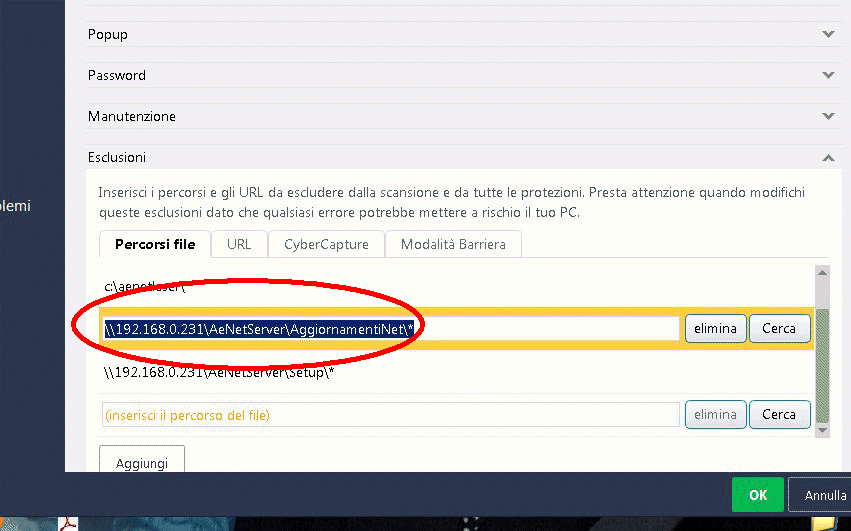 Popup
Password
Manutenzione
Esclusioni
Inserisci i percorsi e gli URL da escludere dalla scansione e da tutte le protezioni. Presta attenzione quando modifichi
queste esclusioni dato che qualsiasi errore potrebbe mettere a rischio il tuo PC.
olemi
Percorsi file URL CyberCapture Modalità Barriera
c:\aenetluser\
\\192.168.0.231\AeNetServer\AggiornamentiNet\* elimina Cerca
\\192.168.0.231\AeNetServer\Setup\*
(inserisci il percorso del file) elimina Cerca
Aggiungi
OK Annulla